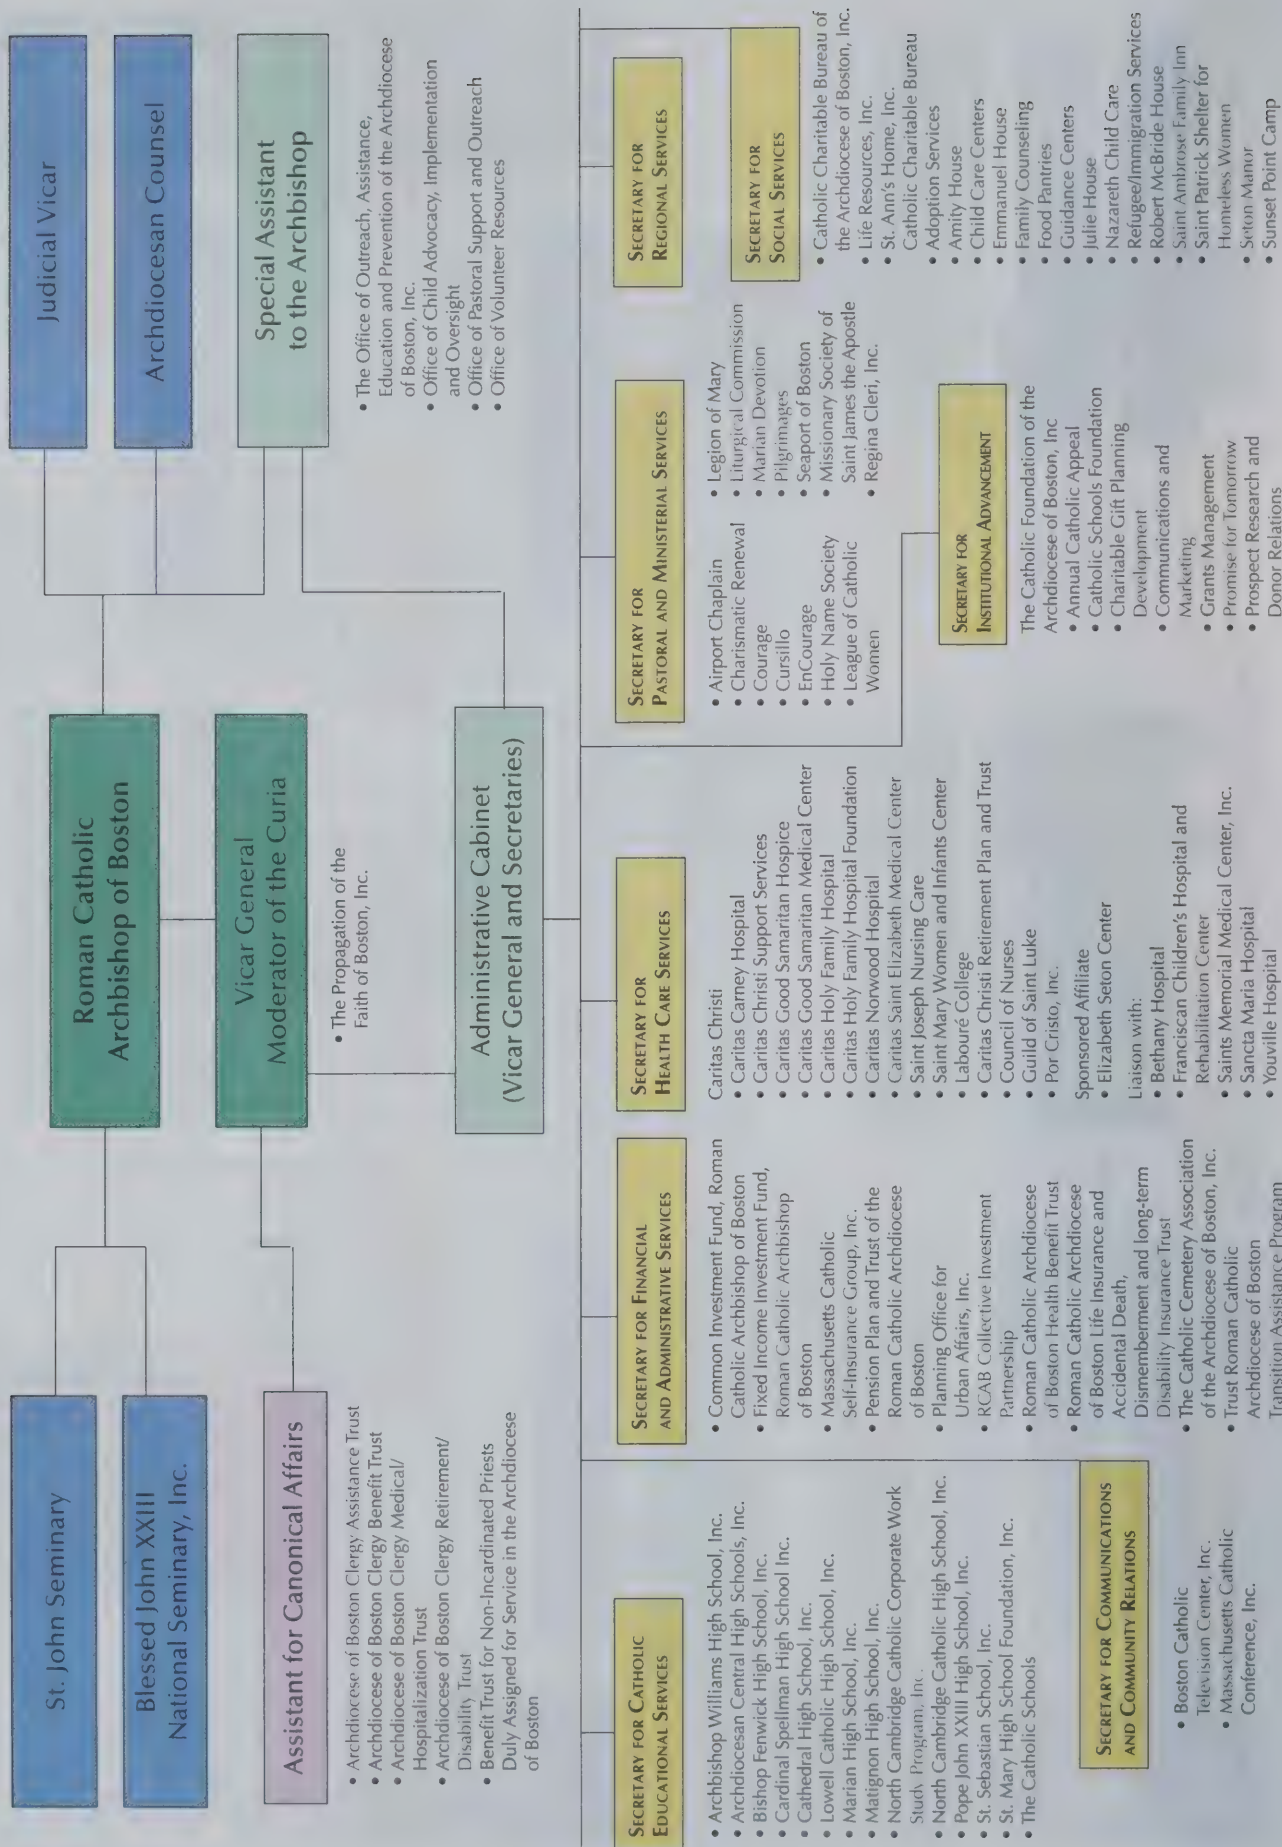 St. John Seminary
Blessed John XXIII
National Seminary, Inc.
Assistant for Canonical Affairs
• Archdiocese of Boston Clergy Assistance Trust
• Archdiocese of Boston Clergy Benefit Trust
• Archdiocese of Boston Clergy Medical/
Hospitalization Trust
• Archdiocese of Boston Clergy Retirement/
Disability Trust
• Benefit Trust for Non-Incardinated Priests
Duly Assigned for Service in the Archdiocese
of Boston
Roman Catholic
Archbishop of Boston
Vicar General
Moderator of the Curia
• The Propagation of the
Faith of Boston, Inc.
Administrative Cabinet
(Vicar General and Secretaries)
Judicial Vicar
Archdiocesan Counsel
Special Assistant
to the Archbishop
• The Office of Outreach, Assistance,
Education and Prevention of the Archdiocese
of Boston, Inc.
• Office of Child Advocacy, Implementation
and Oversight
• Office of Pastoral Support and Outreach
• Office of Volunteer Resources
SECRETARY FOR CATHOLIC
EDUCATIONAL SERVICES
• Archbishop Williams High School, Inc.
• Archdiocesan Central High Schools, Inc.
• Bishop Fenwick High School, Inc.
• Cardinal Spellman High School Inc.
• Cathedral High School, Inc.
• Lowell Catholic High School, Inc.
• Marian High School, Inc.
• Matignon High School, Inc.
• North Cambridge Catholic Corporate Work
Study Program, Inc.
• North Cambridge Catholic High School, Inc.
• Pope John XXIII High School, Inc.
• St. Sebastian School, Inc.
• St. Mary High School Foundation, Inc.
• The Catholic Schools
SECRETARY FOR COMMUNICATIONS
AND COMMUNITY RELATIONS
• Boston Catholic
Television Center, Inc.
• Massachusetts Catholic
Conference, Inc.
SECRETARY FOR FINANCIAL
AND ADMINISTRATIVE SERVICES
• Common Investment Fund, Roman
Catholic Archbishop of Boston
• Fixed Income Investment Fund,
Roman Catholic Archbishop
of Boston
• Massachusetts Catholic
Self-Insurance Group, Inc.
• Pension Plan and Trust of the
Roman Catholic Archdiocese
of Boston
• Planning Office for
Urban Affairs, Inc.
• RCAB Collective Investment
Partnership
• Roman Catholic Archdiocese
of Boston Health Benefit Trust
• Roman Catholic Archdiocese
of Boston Life Insurance and
Accidental Death,
Dismemberment and long-term
Disability Insurance Trust
• The Catholic Cemetery Association
of the Archdiocese of Boston, Inc.
• Trust Roman Catholic
Archdiocese of Boston
Transition Assistance Program
SECRETARY FOR
HEALTH CARE SERVICES
Caritas Christi
• Caritas Carney Hospital
• Caritas Christi Support Services
• Caritas Good Samaritan Hospice
• Caritas Good Samaritan Medical Center
• Caritas Holy Family Hospital
• Caritas Holy Family Hospital Foundation
• Caritas Norwood Hospital
• Caritas Saint Elizabeth Medical Center
• Saint Joseph Nursing Care
• Saint Mary Women and Infants Center
• Labouré College
• Caritas Christi Retirement Plan and Trust
• Council of Nurses
• Guild of Saint Luke
• Por Cristo, Inc.
Sponsored Affiliate
• Elizabeth Seton Center
Liaison with:
• Bethany Hospital
• Franciscan Children's Hospital and
Rehabilitation Center
• Saints Memorial Medical Center, Inc.
• Sancta Maria Hospital
• Youville Hospital
SECRETARY FOR
PASTORAL AND MINISTERIAL SERVICES
• Airport Chaplain
• Charismatic Renewal
• Courage
• Cursillo
• EnCourage
• Holy Name Society
• League of Catholic
Women
• Legion of Mary
• Liturgical Commission
• Marian Devotion
• Pilgrimages
• Seaport of Boston
• Missionary Society of
Saint James the Apostle
• Regina Cleri, Inc.
SECRETARY FOR
INSTITUTIONAL ADVANCEMENT
The Catholic Foundation of the
Archdiocese of Boston, Inc
• Annual Catholic Appeal
• Catholic Schools Foundation
• Charitable Gift Planning
Development
• Communications and
Marketing
• Grants Management
• Promise for Tomorrow
• Prospect Research and
Donor Relations
SECRETARY FOR
REGIONAL SERVICES
SECRETARY FOR
SOCIAL SERVICES
• Catholic Charitable Bureau of
the Archdiocese of Boston, Inc.
• Life Resources, Inc.
• St. Ann's Home, Inc.
Catholic Charitable Bureau
• Adoption Services
• Amity House
• Child Care Centers
• Emmanuel House
• Family Counseling
• Food Pantries
• Guidance Centers
• Julie House
• Nazareth Child Care
• Refugee/Immigration Services
• Robert McBride House
• Saint Ambrose Family Inn
• Saint Patrick Shelter for
Homeless Women
• Seton Manor
• Sunset Point Camp